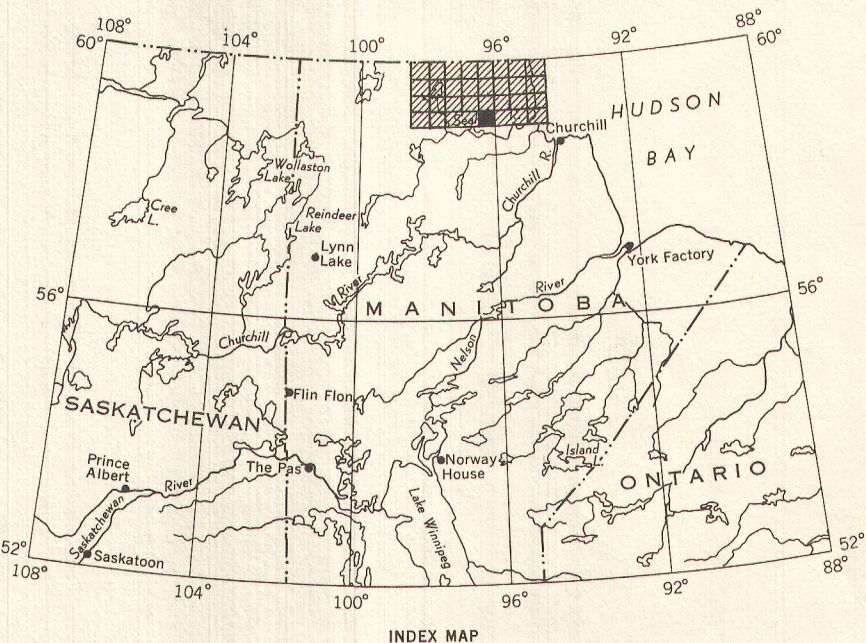 108°
60°
104°
100°
96°
92°
88°
60°
HUDSON
BAY
Seal
Churchill
Churchill R.
Wollaston
Lake
Cree
L.
Reindeer
Lake
Lynn
Lake
River
York Factory
River
56°
MANITOBA
56°
Churchill
Nelson
Flin Flon
SASKATCHEWAN
Prince
Albert
River
The Pas
Norway
House
Island
L.
ONTARIO
Saskatchewan
Saskatoon
Lake Winnipeg
52°
108°
104°
100°
96°
92°
52°
88°
INDEX MAP